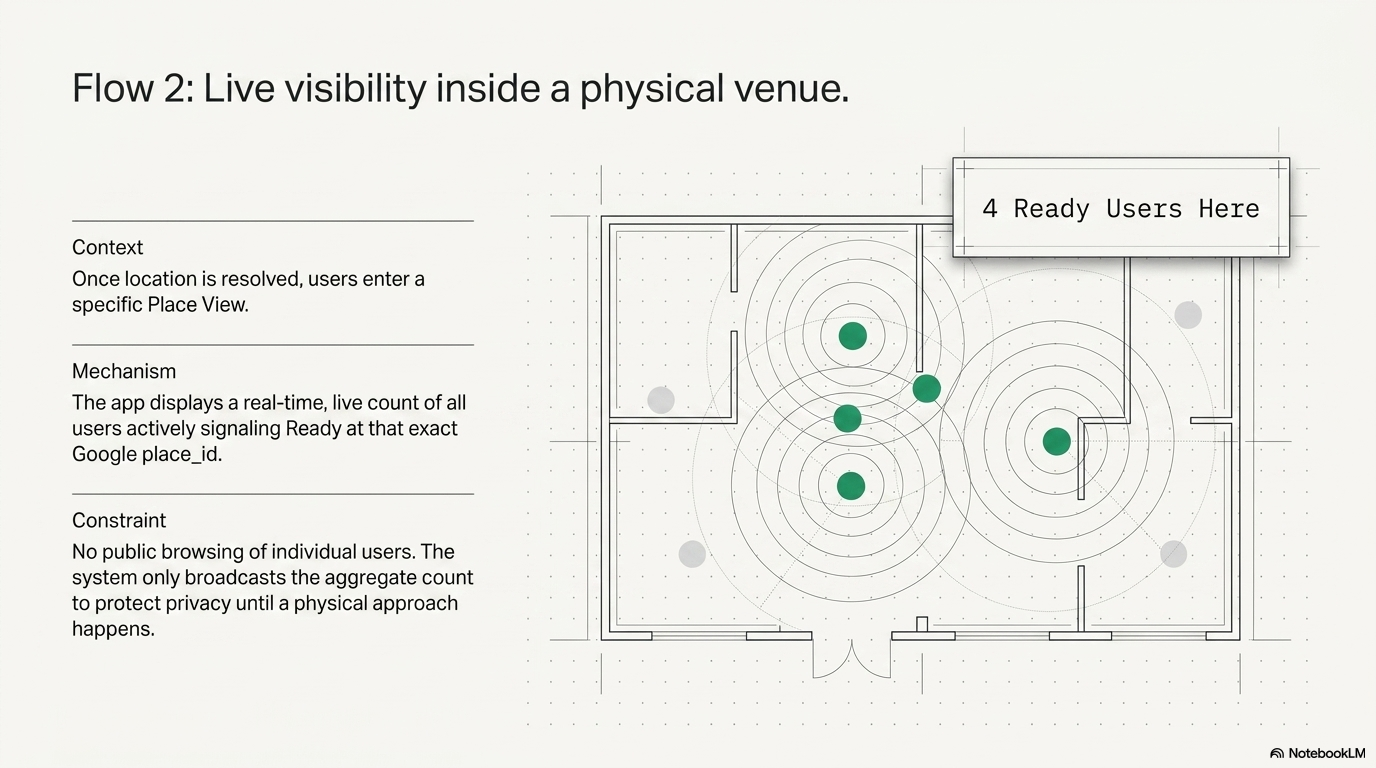 Flow 2: Live visibility inside a physical venue.
Context
Once location is resolved, users enter a
specific Place View.
Mechanism
The app displays a real-time, live count of all
users actively signaling Ready at that exact
Google place_id.
Constraint
No public browsing of individual users. The
system only broadcasts the aggregate count
to protect privacy until a physical approach
happens.
4 Ready Users Here
NotebookLM